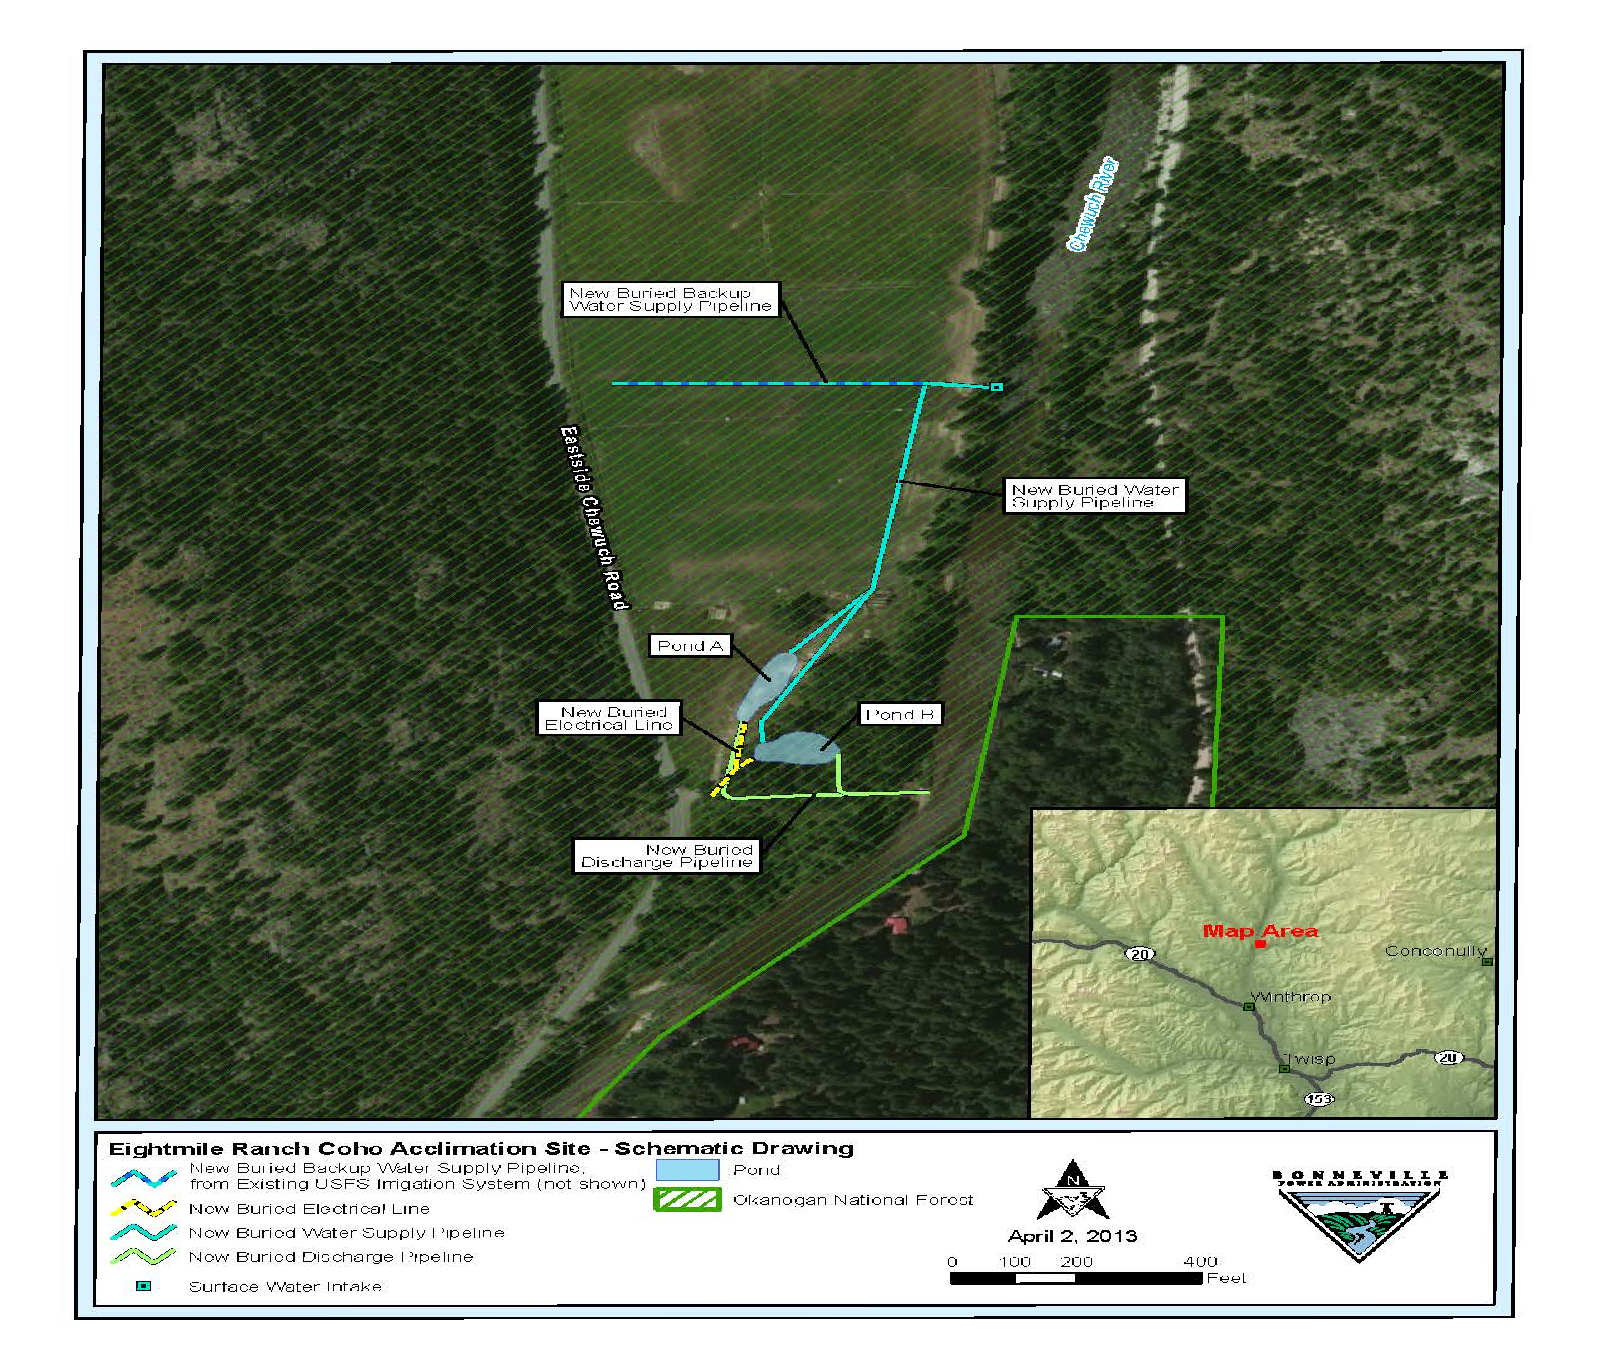 Chewuch River
New Buried Backup
Water Supply Pipeline
Eastside Chewuch Road
New Buried Water
Supply Pipeline
Pond A
New Buried
Electrical Line
Pond B
New Buried
Discharge Pipeline
Map Area
20
Conconully
Winthrop
Twisp
20
153
Eightmile Ranch Coho Acclimation Site - Schematic Drawing
New Buried Backup Water Supply Pipeline,
from Existing USFS Irrigation System (not shown)
New Buried Electrical Line
New Buried Water Supply Pipeline
New Buried Discharge Pipeline
Surface Water Intake
Pond
Okanogan National Forest
N
April 2, 2013
0 100 200 400
Feet
BONNEVILLE
POWER ADMINISTRATION